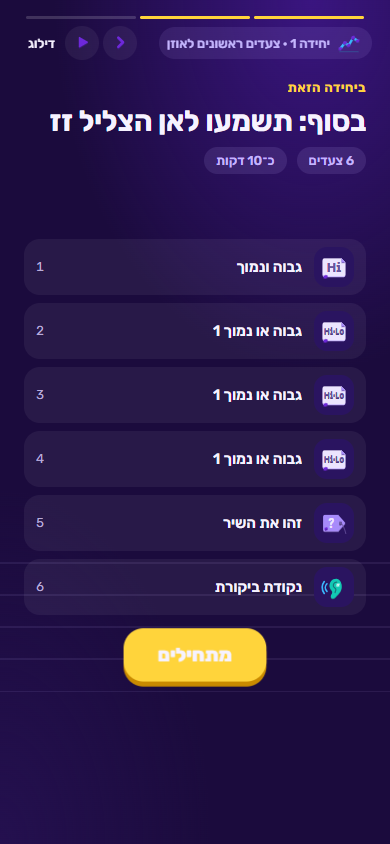 יחידה 1 • צעדים ראשונים לאוזן
דילוג
ביחידה הזאת
בסוף: תשמעו לאן הצליל זז
6 צעדים
כ־10 דקות
Hi גבוה ונמוך 1
Hi•Lo גבוה או נמוך 1 2
Hi•Lo גבוה או נמוך 1 3
Hi•Lo גבוה או נמוך 1 4
? זהו את השיר 5
נקודת ביקורת 6
מתחילים